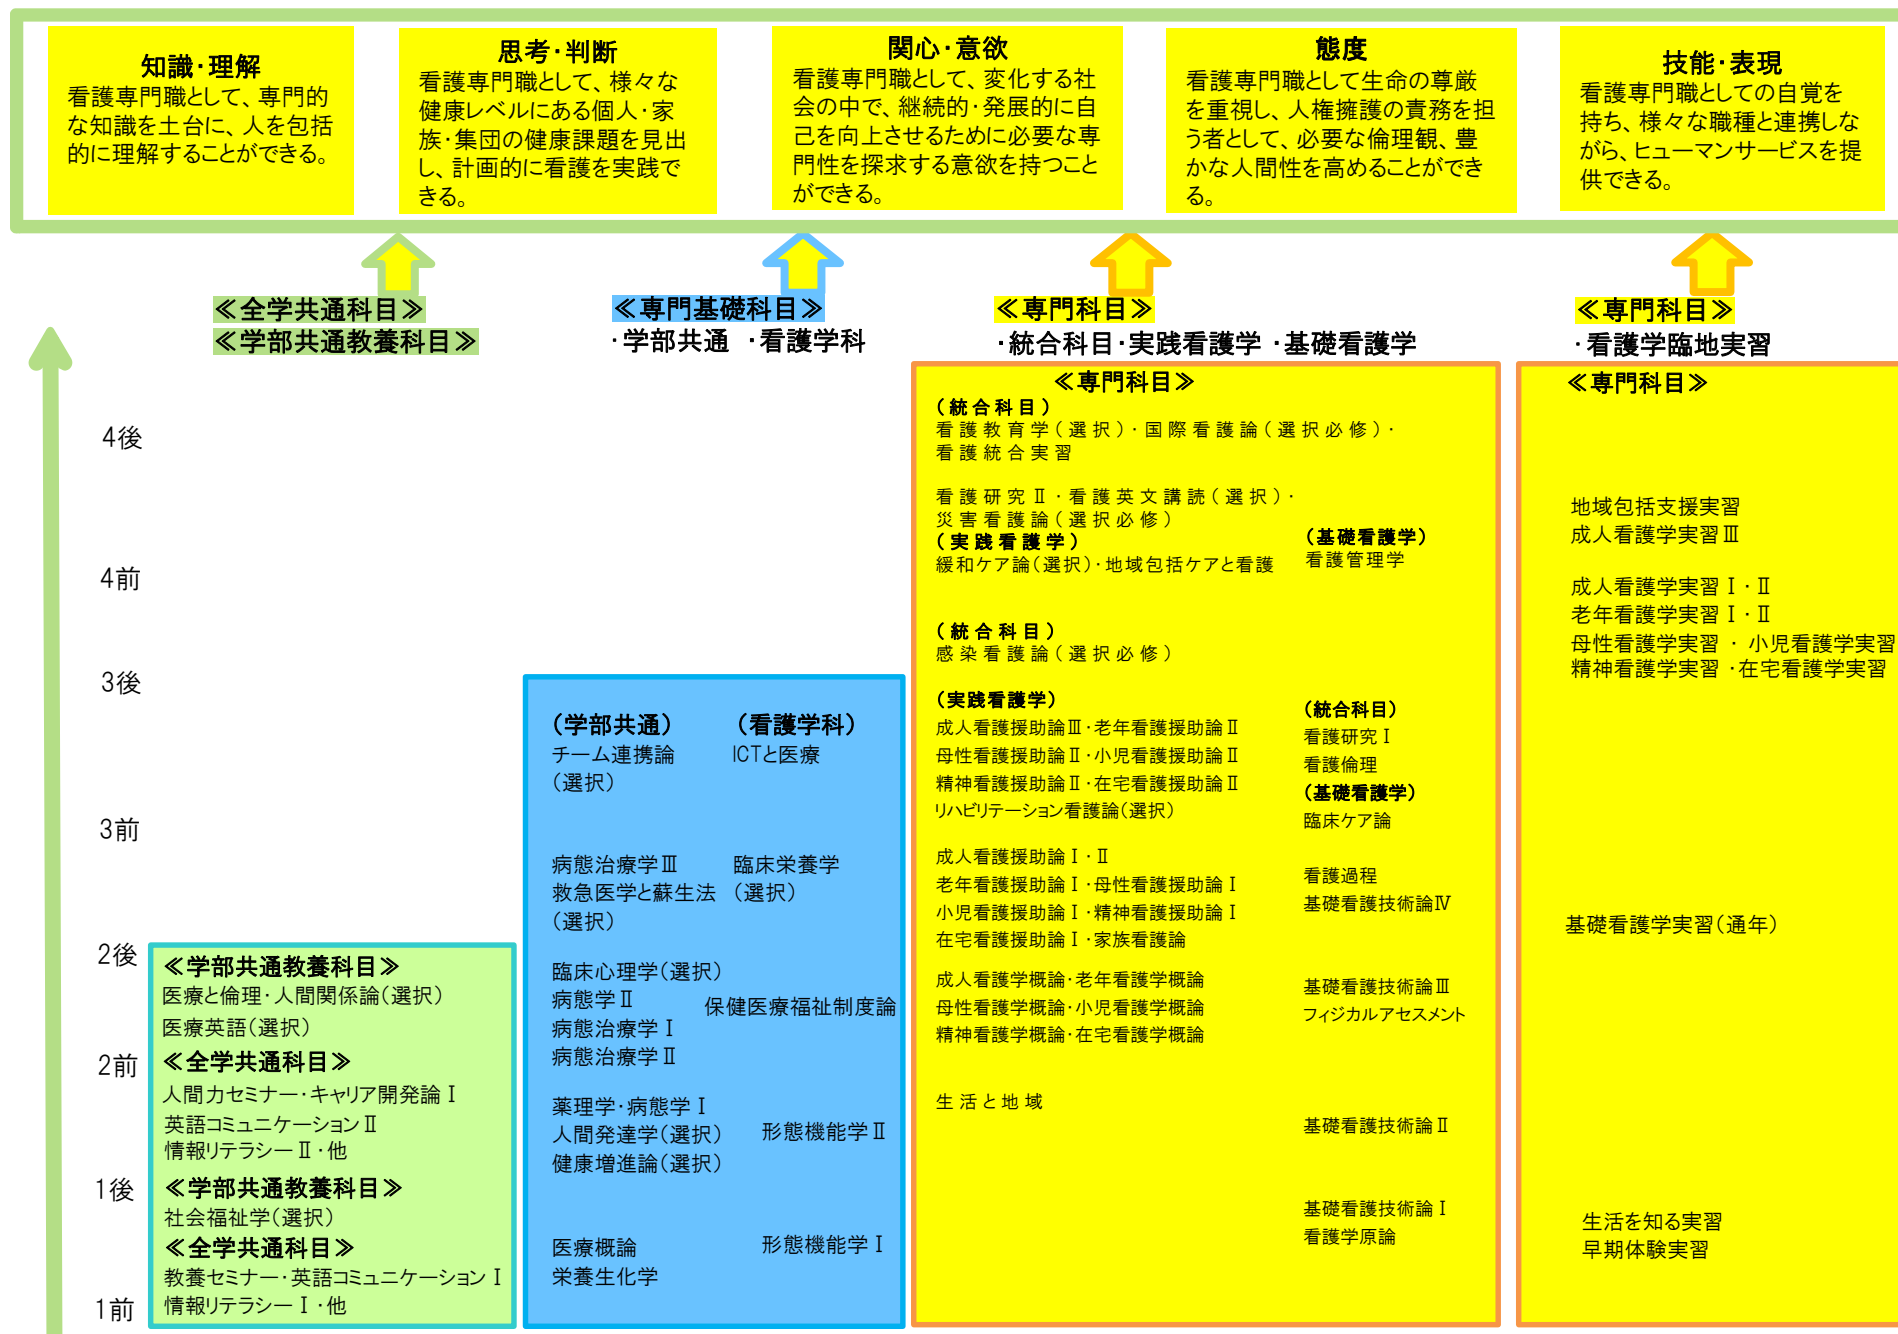 知識・理解
看護専門職として、専門的
な知識を土台に、人を包括
的に理解することができる。
思考・判断
看護専門職として、様々な
健康レベルにある個人・家
族・集団の健康課題を見出
し、計画的に看護を実践で
きる。
関心・意欲
看護専門職として、変化する社
会の中で、継続的・発展的に自
己を向上させるために必要な専
門性を探求する意欲を持つこと
ができる。
態度
看護専門職として生命の尊厳
を重視し、人権擁護の責務を担
う者として、必要な倫理観、豊
かな人間性を高めることができ
る。
技能・表現
看護専門職としての自覚を
持ち、様々な職種と連携しな
がら、ヒューマンサービスを提
供できる。
≪全学共通科目≫
≪学部共通教養科目≫
≪専門基礎科目≫
・学部共通 ・看護学科
≪専門科目≫
・統合科目・実践看護学 ・基礎看護学
≪専門科目≫
・看護学臨地実習
4後
4前
3後
3前
2後
2前
1後
1前
≪学部共通教養科目≫
医療と倫理・人間関係論(選択)
医療英語(選択)
≪全学共通科目≫
人間力セミナー・キャリア開発論Ⅰ
英語コミュニケーションⅡ
情報リテラシーⅡ・他
≪学部共通教養科目≫
社会福祉学(選択)
≪全学共通科目≫
教養セミナー・英語コミュニケーションⅠ
情報リテラシーⅠ・他
(学部共通)
チーム連携論
(選択)
病態治療学Ⅲ
救急医学と蘇生法
(選択)
臨床心理学(選択)
病態学Ⅱ
病態治療学Ⅰ
病態治療学Ⅱ
薬理学・病態学Ⅰ
人間発達学(選択)
健康増進論(選択)
医療概論
栄養生化学
(看護学科)
ICTと医療
臨床栄養学
(選択)
保健医療福祉制度論
形態機能学Ⅱ
形態機能学Ⅰ
≪専門科目≫
(統合科目)
看護教育学(選択)・国際看護論(選択必修)・
看護統合実習
看護研究Ⅱ・看護英文講読(選択)・
災害看護論(選択必修)
(実践看護学)
緩和ケア論(選択)・地域包括ケアと看護
(基礎看護学)
看護管理学
(統合科目)
感染看護論(選択必修)
(実践看護学)
成人看護援助論Ⅲ・老年看護援助論Ⅱ
母性看護援助論Ⅱ・小児看護援助論Ⅱ
精神看護援助論Ⅱ・在宅看護援助論Ⅱ
リハビリテーション看護論(選択)
(統合科目)
看護研究Ⅰ
看護倫理
(基礎看護学)
臨床ケア論
成人看護援助論Ⅰ・Ⅱ
老年看護援助論Ⅰ・母性看護援助論Ⅰ
小児看護援助論Ⅰ・精神看護援助論Ⅰ
在宅看護援助論Ⅰ・家族看護論
看護過程
基礎看護技術論Ⅳ
成人看護学概論・老年看護学概論
母性看護学概論・小児看護学概論
精神看護学概論・在宅看護学概論
基礎看護技術論Ⅲ
フィジカルアセスメント
生活と地域
基礎看護技術論Ⅱ
基礎看護技術論Ⅰ
看護学原論
≪専門科目≫
地域包括支援実習
成人看護学実習Ⅲ
成人看護学実習Ⅰ・Ⅱ
老年看護学実習Ⅰ・Ⅱ
母性看護学実習 ・ 小児看護学実習
精神看護学実習 ・在宅看護学実習
基礎看護学実習(通年)
生活を知る実習
早期体験実習